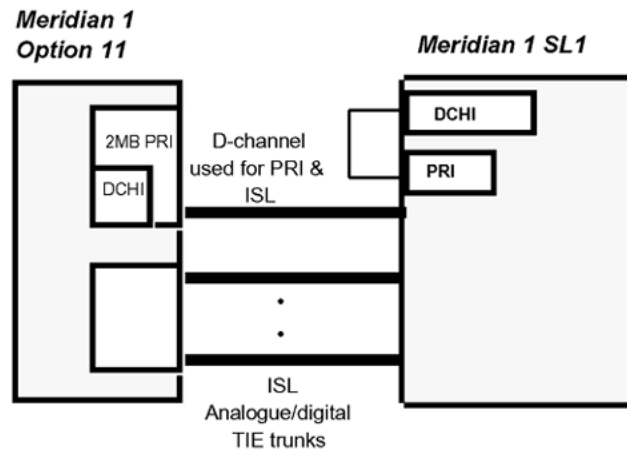 Meridian 1
Option 11
Meridian 1 SL1
2MB PRI
DCHI
D-channel
used for PRI &
ISL
DCHI
PRI
ISL
Analogue/digital
TIE trunks